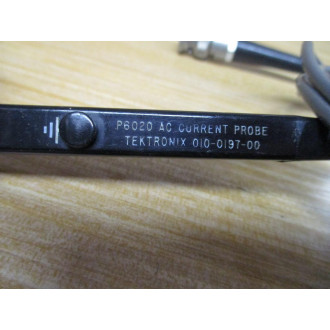 P6020 AC CURRENT PROBE
TEKTRONIX 010-0197-00